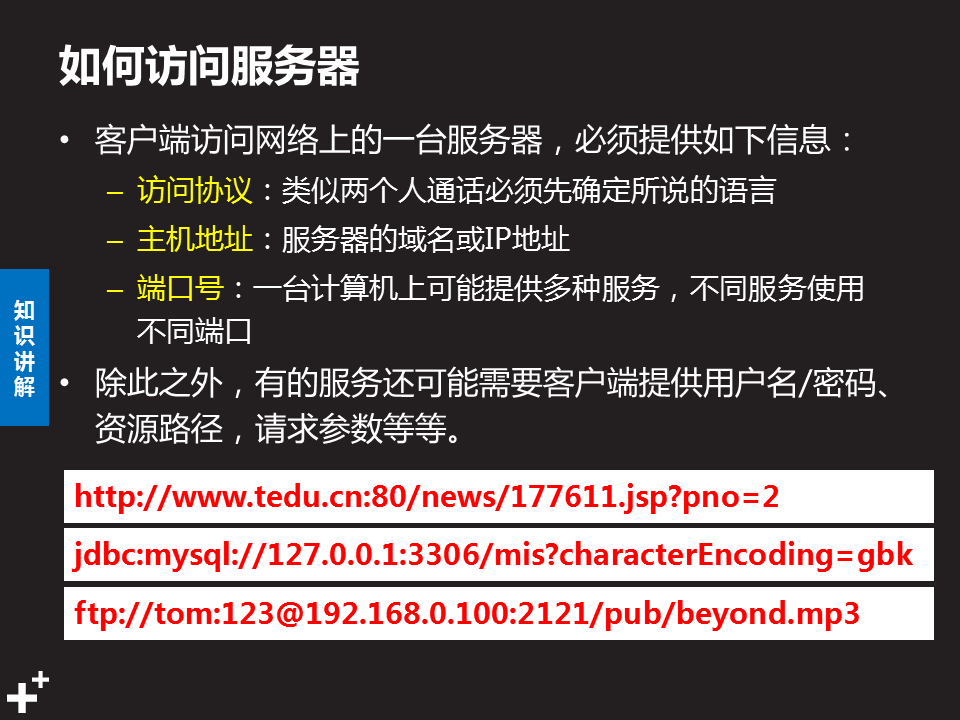 如何访问服务器
• 客户端访问网络上的一台服务器，必须提供如下信息：
– 访问协议：类似两个人通话必须先确定所说的语言
– 主机地址：服务器的域名或IP地址
– 端口号：一台计算机上可能提供多种服务，不同服务使用
不同端口
知
识
讲
解
• 除此之外，有的服务还可能需要客户端提供用户名/密码、
资源路径，请求参数等等。
http://www.tedu.cn:80/news/177611.jsp?pno=2
jdbc:mysql://127.0.0.1:3306/mis?characterEncoding=gbk
ftp://tom:123@192.168.0.100:2121/pub/beyond.mp3